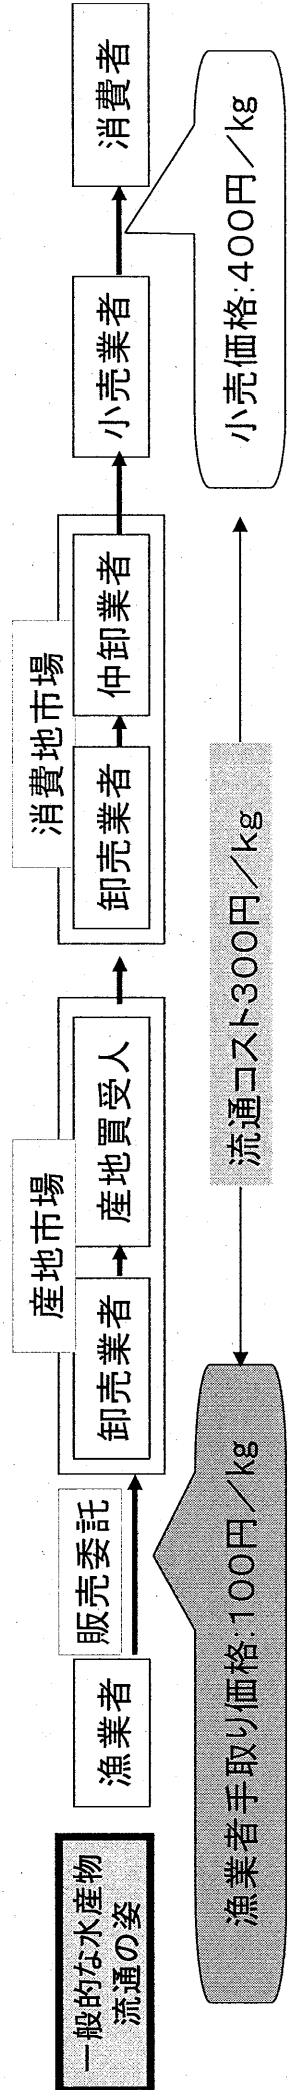 一般的な水産物
流通の姿
漁業者
販売委託
産地市場
卸売業者
産地買受人
消費地市場
卸売業者
仲卸業者
小売業者
消費者
漁業者手取り価格:100円／kg
流通コスト300円／kg
小売価格:400円／kg